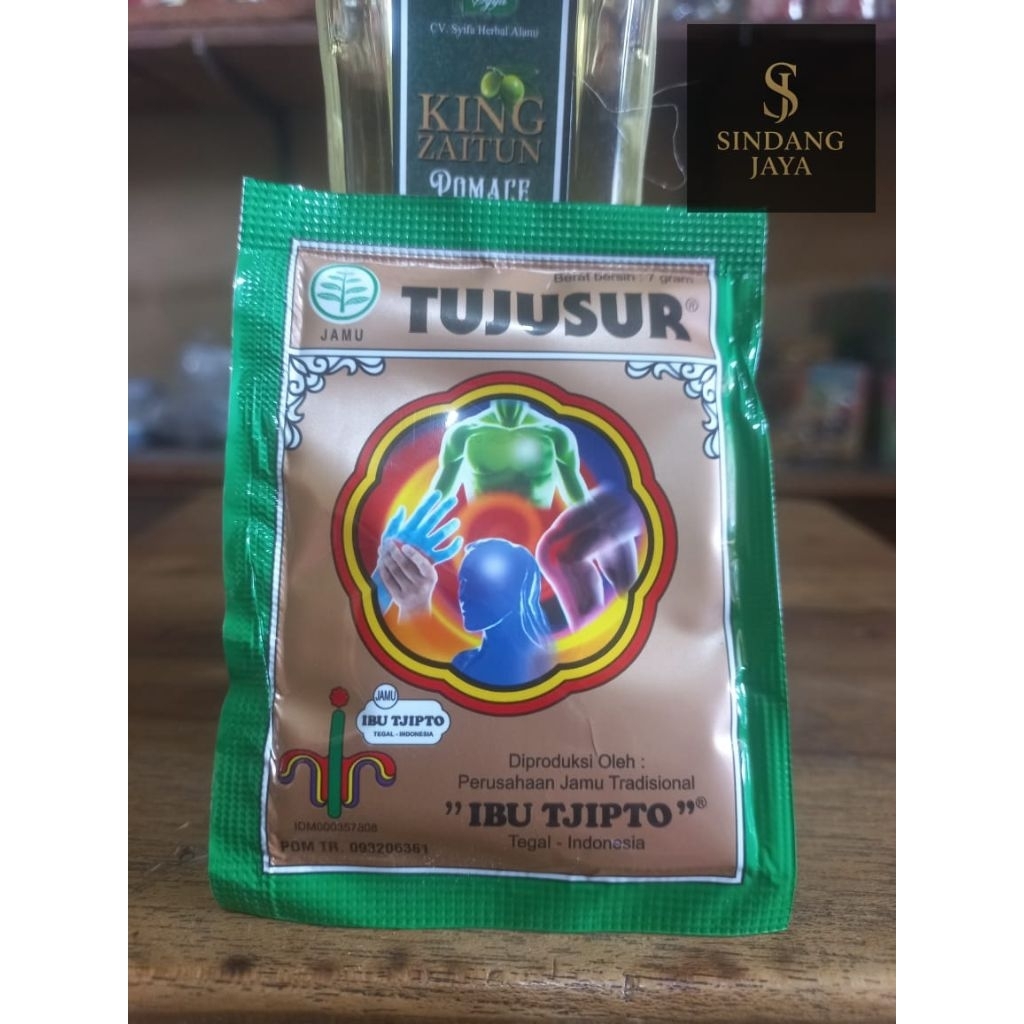 CV. Syifa Herbal Alami
KING
ZAITUN
POMACE
SJ
SINDANG
JAYA
Berat bersih : 7 gram
TUJUSUR®
JAMU
JAMU
IBU TJIPTO
TEGAL - INDONESIA
Diproduksi Oleh :
Perusahaan Jamu Tradisional
"IBU TJIPTO"®
Tegal - Indonesia
IDM000357808
POM TR. 093206361